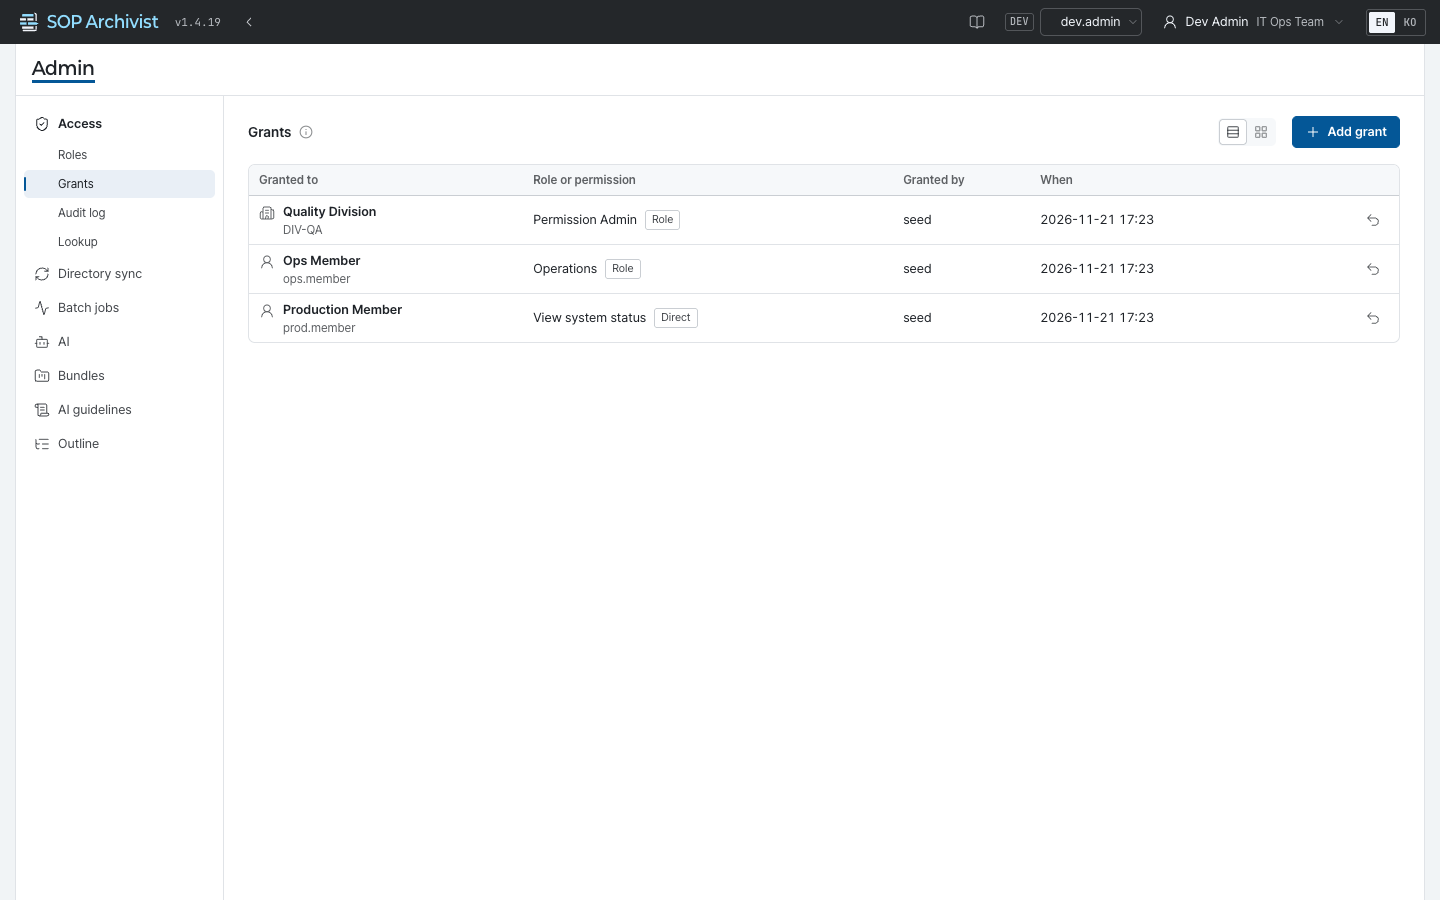 SOP Archivist v1.4.19 DEV dev.admin Dev Admin IT Ops Team EN KO
Admin
Access
Roles
Grants
Audit log
Lookup
Directory sync
Batch jobs
AI
Bundles
AI guidelines
Outline
Grants
Add grant
Granted to Role or permission Granted by When
Quality Division
DIV-QA
Permission Admin Role seed 2026-11-21 17:23
Ops Member
ops.member
Operations Role seed 2026-11-21 17:23
Production Member
prod.member
View system status Direct seed 2026-11-21 17:23